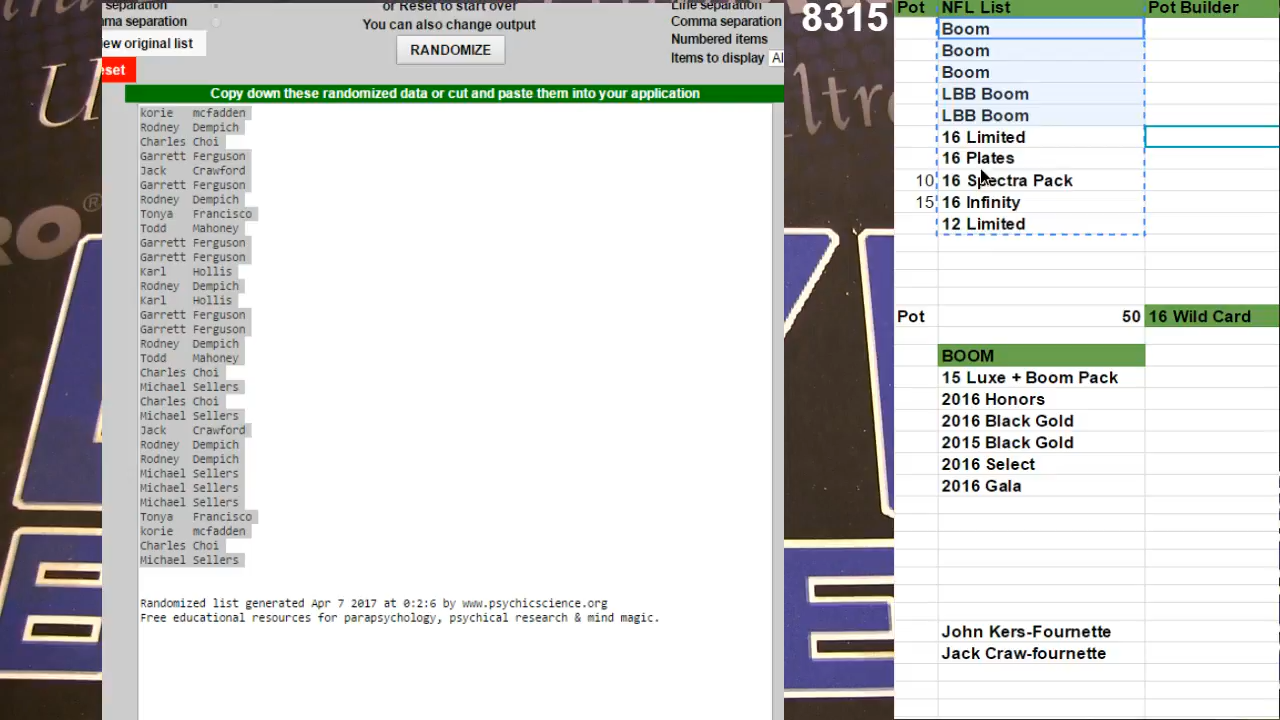 or Reset to start over
You can also change output
RANDOMIZE
comma separation
Numbered items
Items to display
Copy down these randomized data or cut and paste them into your application
korie mcfadden
Rodney Dempich
Charles Choi
Garrett Ferguson
Jack Crawford
Garrett Ferguson
Rodney Dempich
Tonya Francisco
Todd Mahoney
Garrett Ferguson
Garrett Ferguson
Karl Hollis
Rodney Dempich
Karl Hollis
Garrett Ferguson
Garrett Ferguson
Rodney Dempich
Todd Mahoney
Charles Choi
Michael Sellers
Charles Choi
Michael Sellers
Jack Crawford
Rodney Dempich
Rodney Dempich
Michael Sellers
Michael Sellers
Michael Sellers
Tonya Francisco
korie mcfadden
Charles Choi
Michael Sellers
Randomized list generated Apr 7 2017 at 0:2:6 by www.psychicscience.org
Free educational resources for parapsychology, psychical research & mind magic.
8315
Pot NFL List Pot Builder
Boom
Boom
Boom
LBB Boom
LBB Boom
16 Limited
16 Plates
10 16 Spectra Pack
15 16 Infinity
12 Limited
Pot 50 16 Wild Card
BOOM
15 Luxe + Boom Pack
2016 Honors
2016 Black Gold
2015 Black Gold
2016 Select
2016 Gala
John Kers-Fournette
Jack Craw-fournette